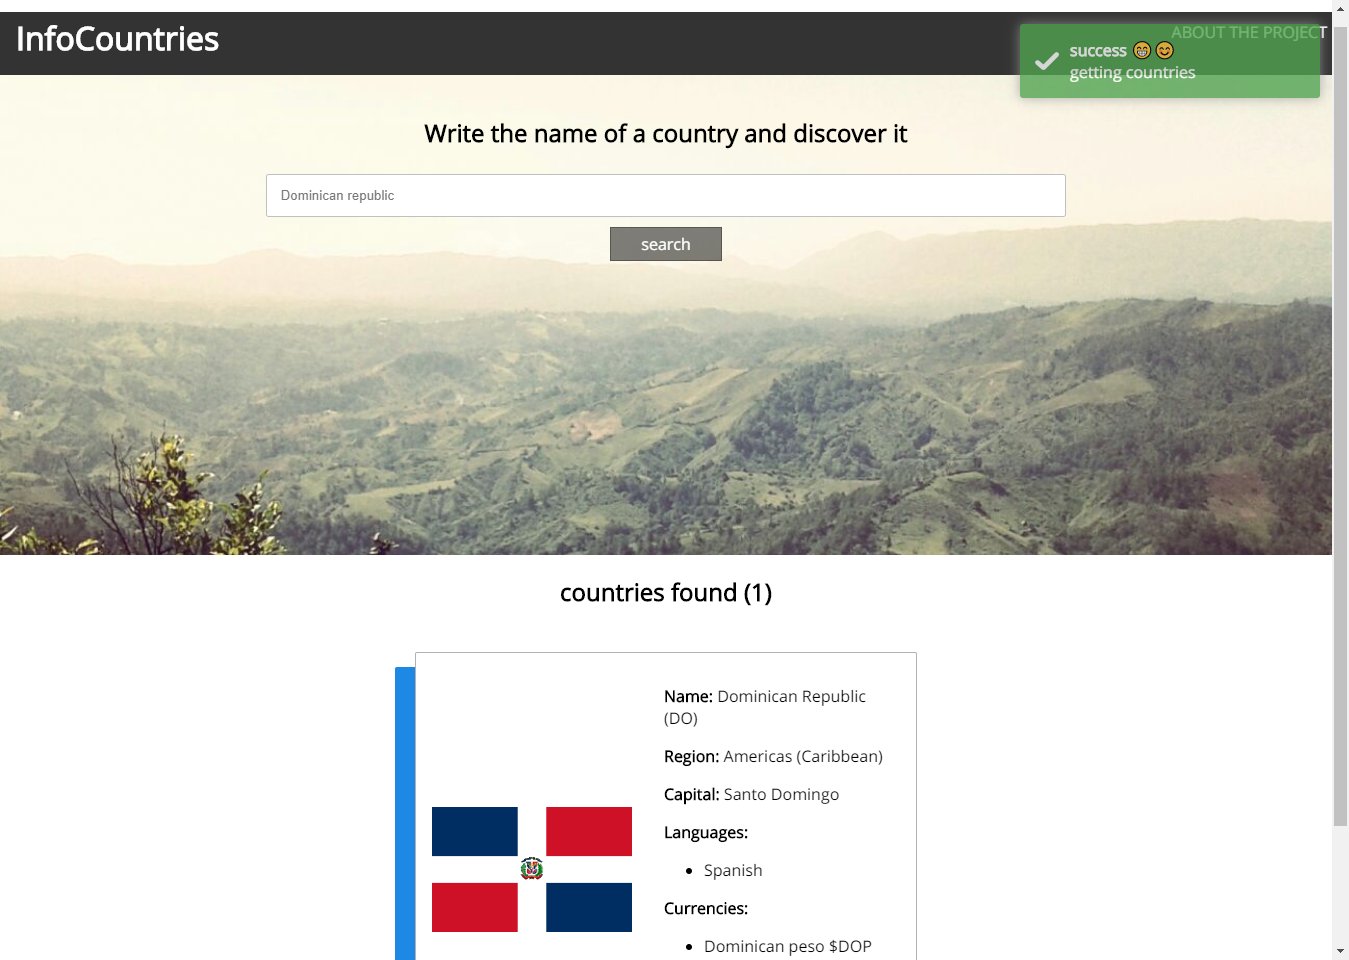 InfoCountries
ABOUT THE PROJECT
success 😁😊
getting countries
Write the name of a country and discover it
Dominican republic
search
countries found (1)
Name: Dominican Republic
(DO)
Region: Americas (Caribbean)
Capital: Santo Domingo
Languages:
Spanish
Currencies:
Dominican peso $DOP